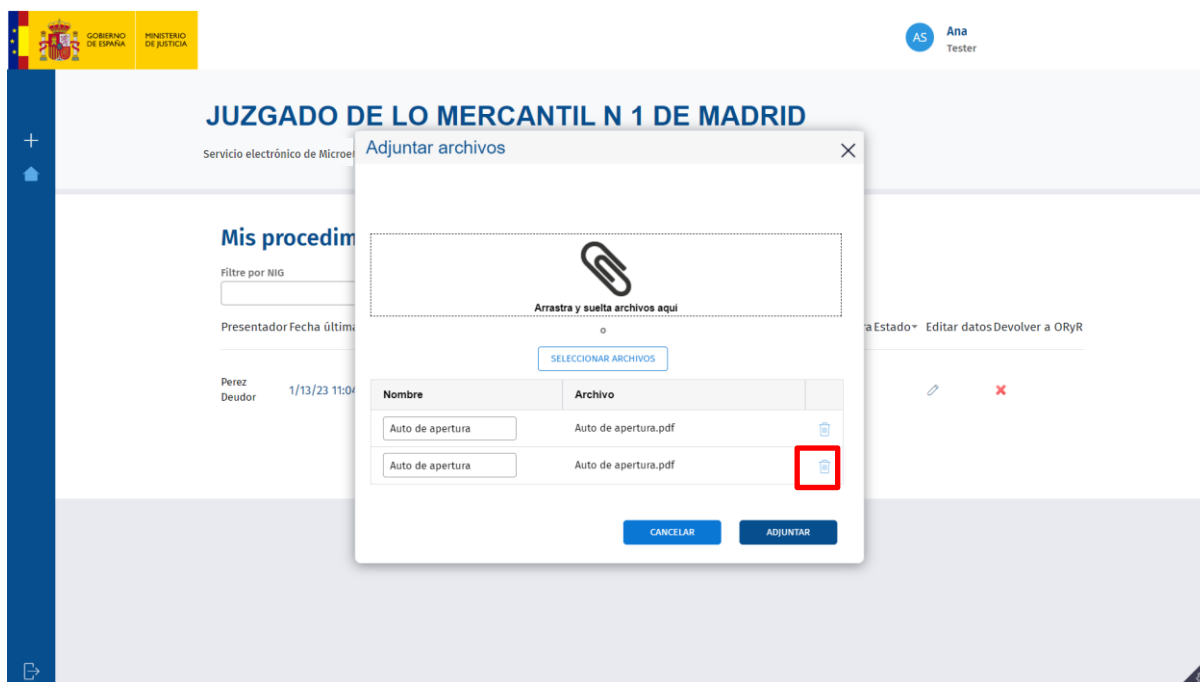 GOBIERNO
DE ESPAÑA
MINISTERIO
DE JUSTICIA
AS
Ana
Tester
JUZGADO DE LO MERCANTIL N 1 DE MADRID
Servicio electrónico de Microe
Adjuntar archivos
Mis procedim
Filtre por NIG
Arrastra y suelta archivos aquí
o
SELECCIONAR ARCHIVOS
Presentador Fecha última
a Estado Editar datos Devolver a ORyR
Perez
Deudor
1/13/23 11:04
Nombre Archivo
Auto de apertura Auto de apertura.pdf
Auto de apertura Auto de apertura.pdf
CANCELAR ADJUNTAR